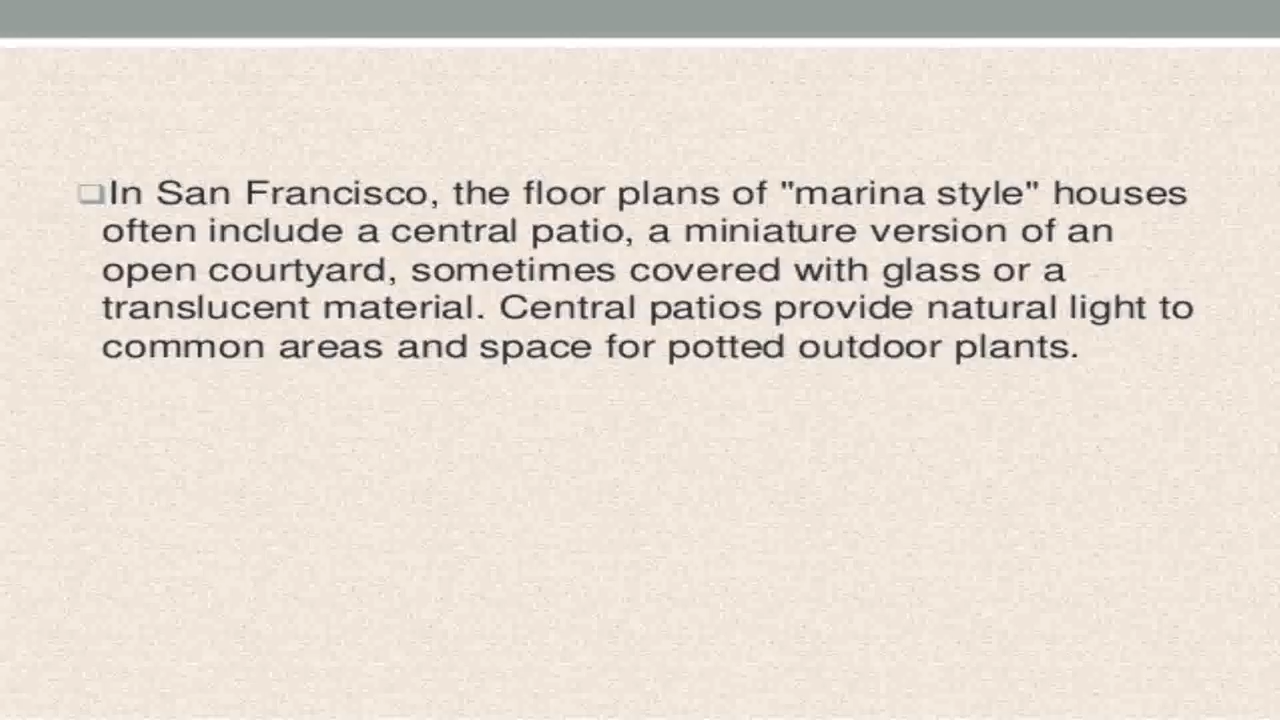 In San Francisco, the floor plans of "marina style" houses
often include a central patio, a miniature version of an
open courtyard, sometimes covered with glass or a
translucent material. Central patios provide natural light to
common areas and space for potted outdoor plants.